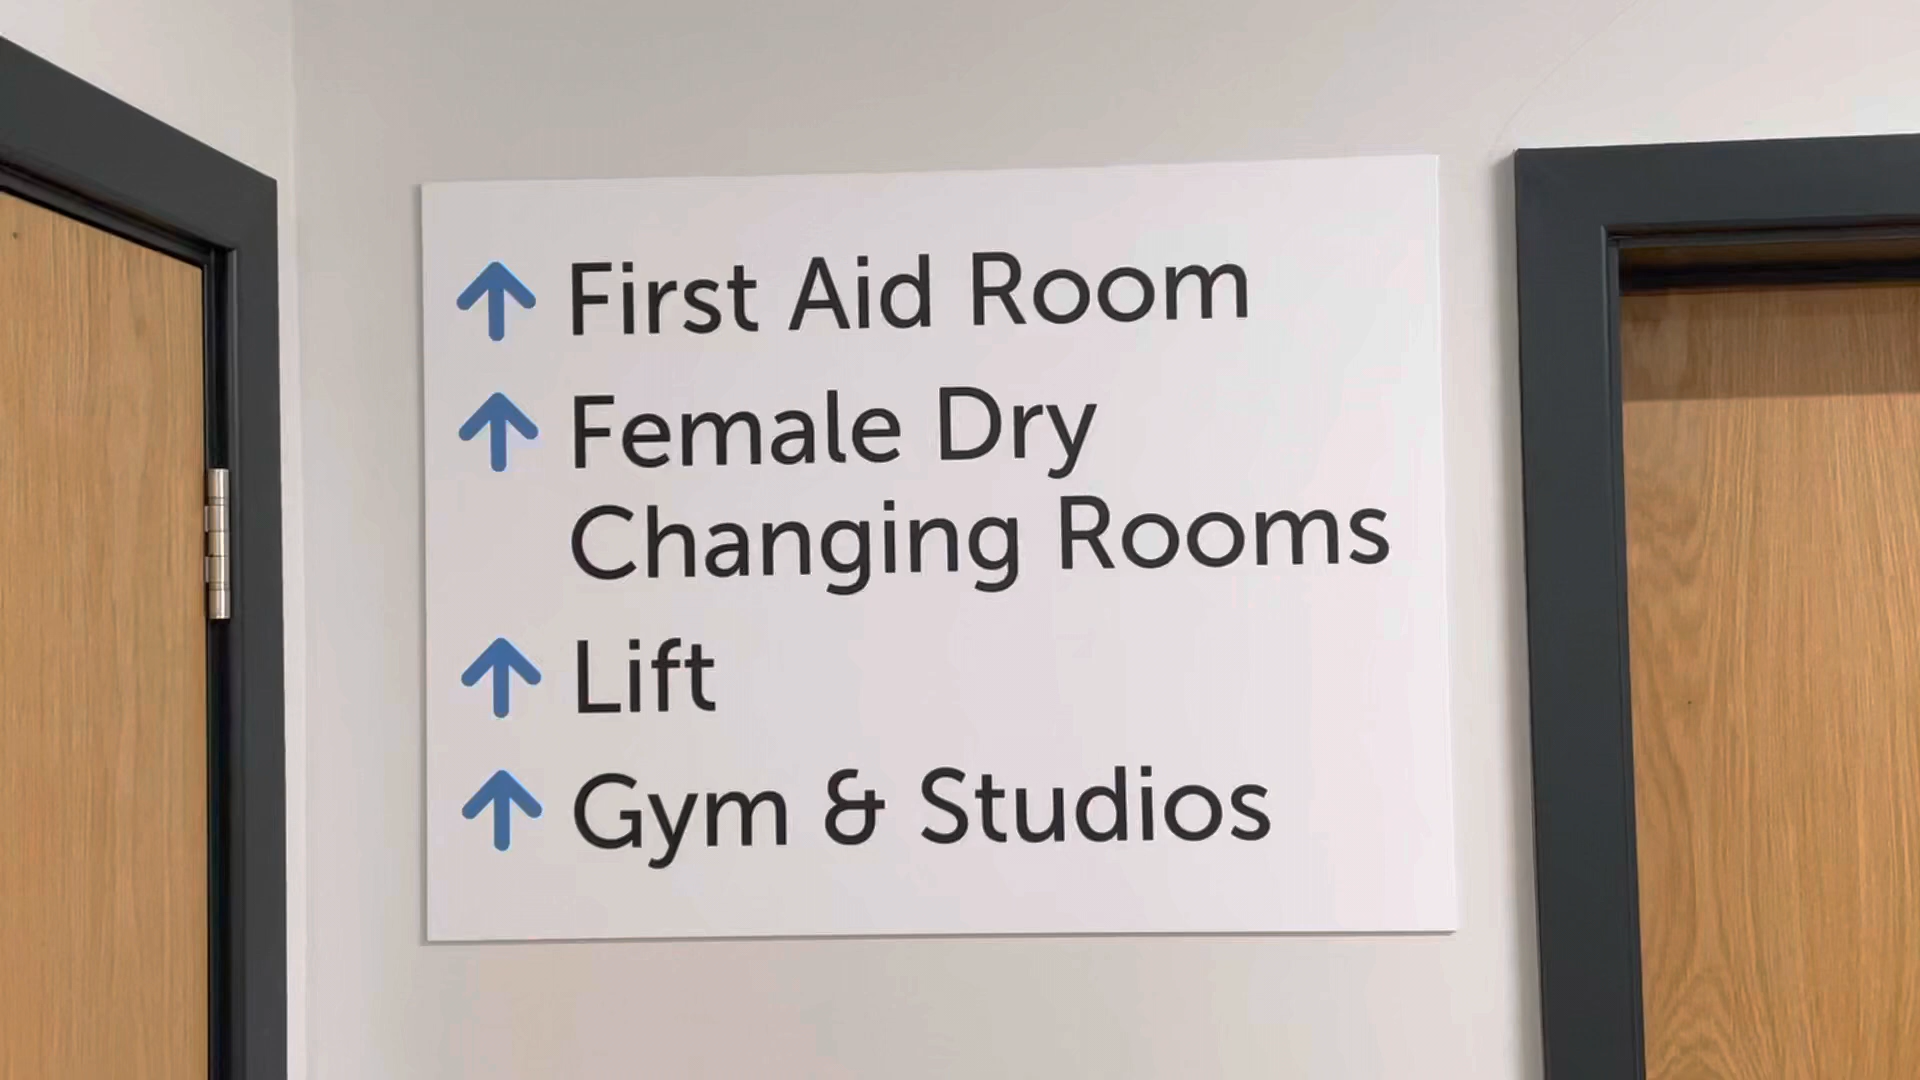 First Aid Room
Female Dry
Changing Rooms
Lift
Gym & Studios